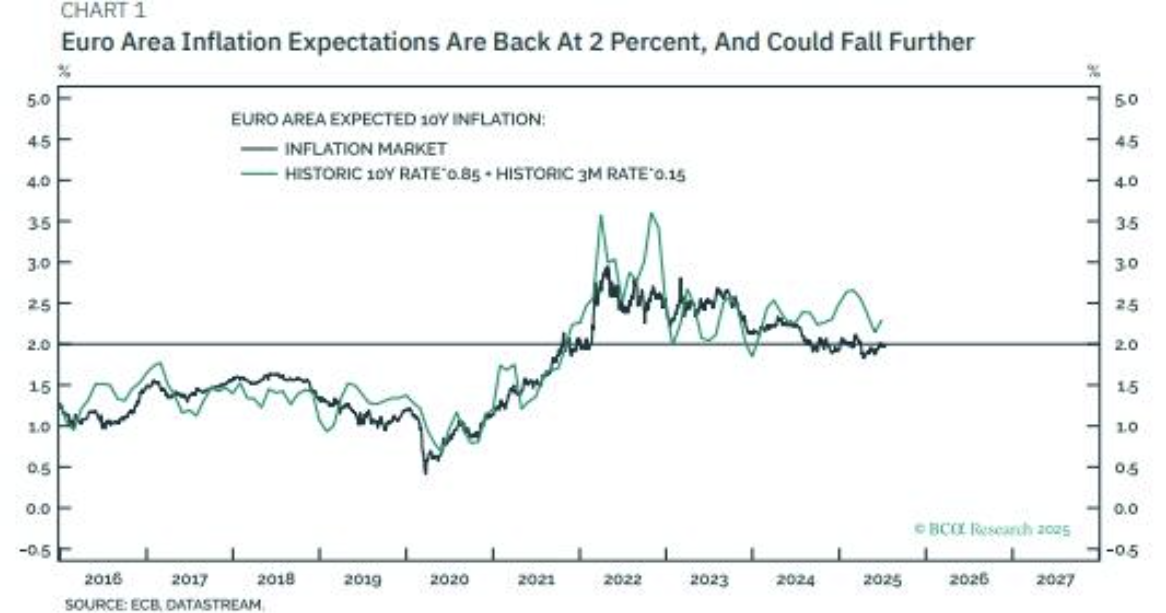 CHART 1
Euro Area Inflation Expectations Are Back At 2 Percent, And Could Fall Further
% %
EURO AREA EXPECTED 10Y INFLATION:
INFLATION MARKET
HISTORIC 10Y RATE*0.85 + HISTORIC 3M RATE*0.15
5.0 5.0
4.5 4.5
4.0 4.0
3.5 3.5
3.0 3.0
2.5 2.5
2.0 2.0
1.5 1.5
1.0 1.0
0.5 0.5
0.0 0.0
-0.5 -0.5
© BCα Research 2025
2016 2017 2018 2019 2020 2021 2022 2023 2024 2025 2026 2027
SOURCE: ECB, DATASTREAM.